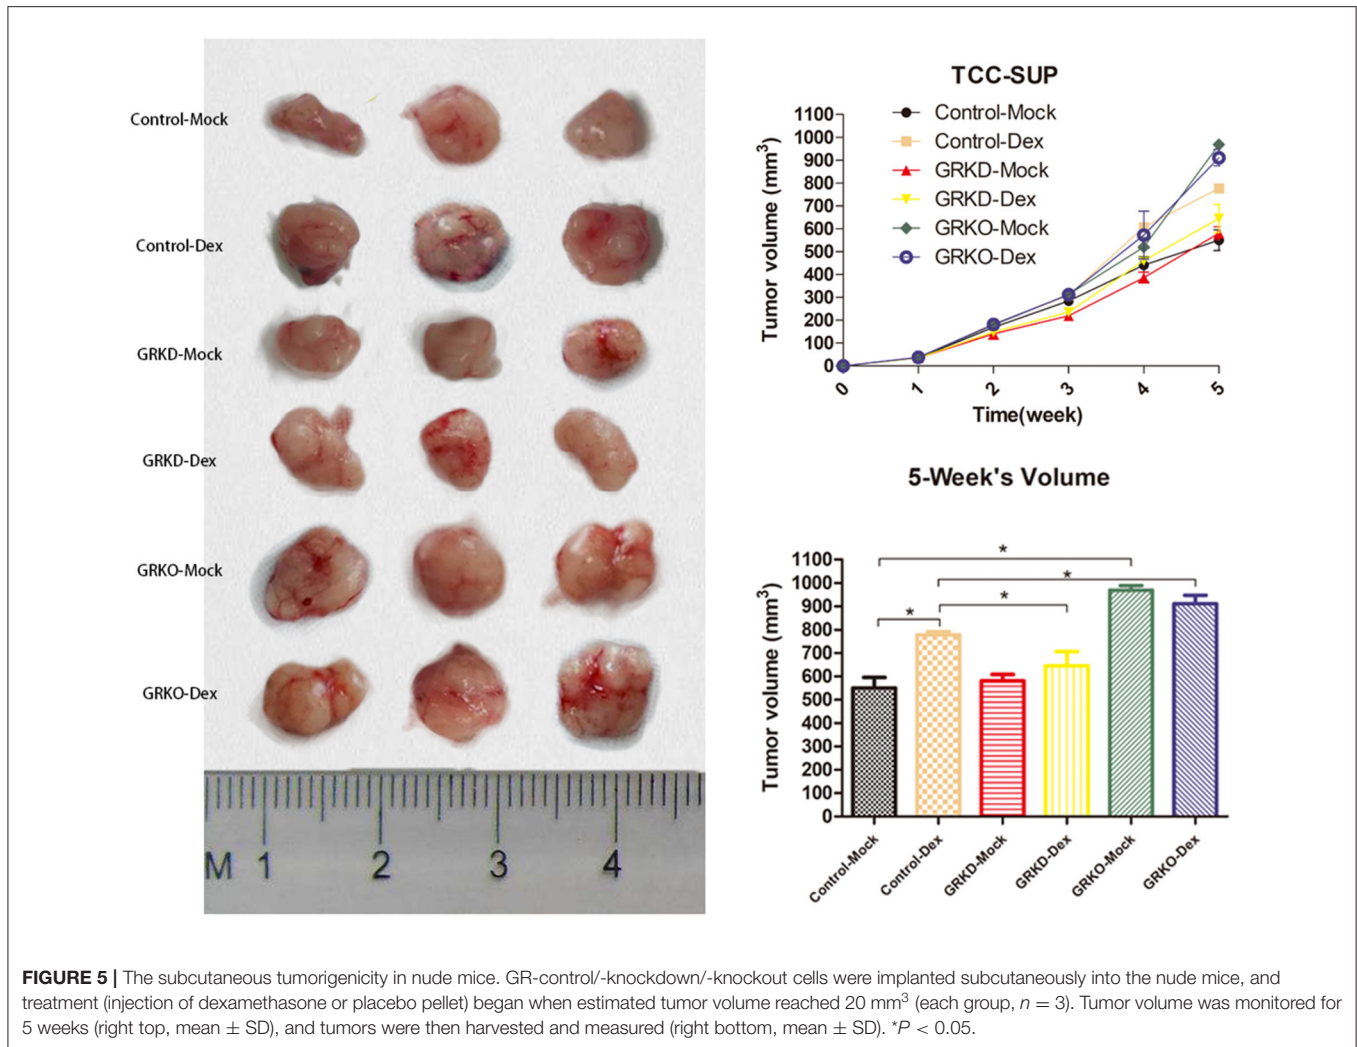 Control-Mock
Control-Dex
GRKD-Mock
GRKD-Dex
GRKO-Mock
GRKO-Dex
M 1 2 3 4
TCC-SUP
Tumor volume (mm³)
1100
1000
900
800
700
600
500
400
300
200
100
0
Control-Mock
Control-Dex
GRKD-Mock
GRKD-Dex
GRKO-Mock
GRKO-Dex
0 1 2 3 4 5
Time(week)
5-Week's Volume
Tumor volume (mm³)
1100
1000
900
800
700
600
500
400
300
200
100
0
*
*
*
*
Control-Mock
Control-Dex
GRKD-Mock
GRKD-Dex
GRKO-Mock
GRKO-Dex
FIGURE 5 | The subcutaneous tumorigenicity in nude mice. GR-control/-knockdown/-knockout cells were implanted subcutaneously into the nude mice, and
treatment (injection of dexamethasone or placebo pellet) began when estimated tumor volume reached 20 mm³ (each group, n = 3). Tumor volume was monitored for
5 weeks (right top, mean ± SD), and tumors were then harvested and measured (right bottom, mean ± SD). *P < 0.05.